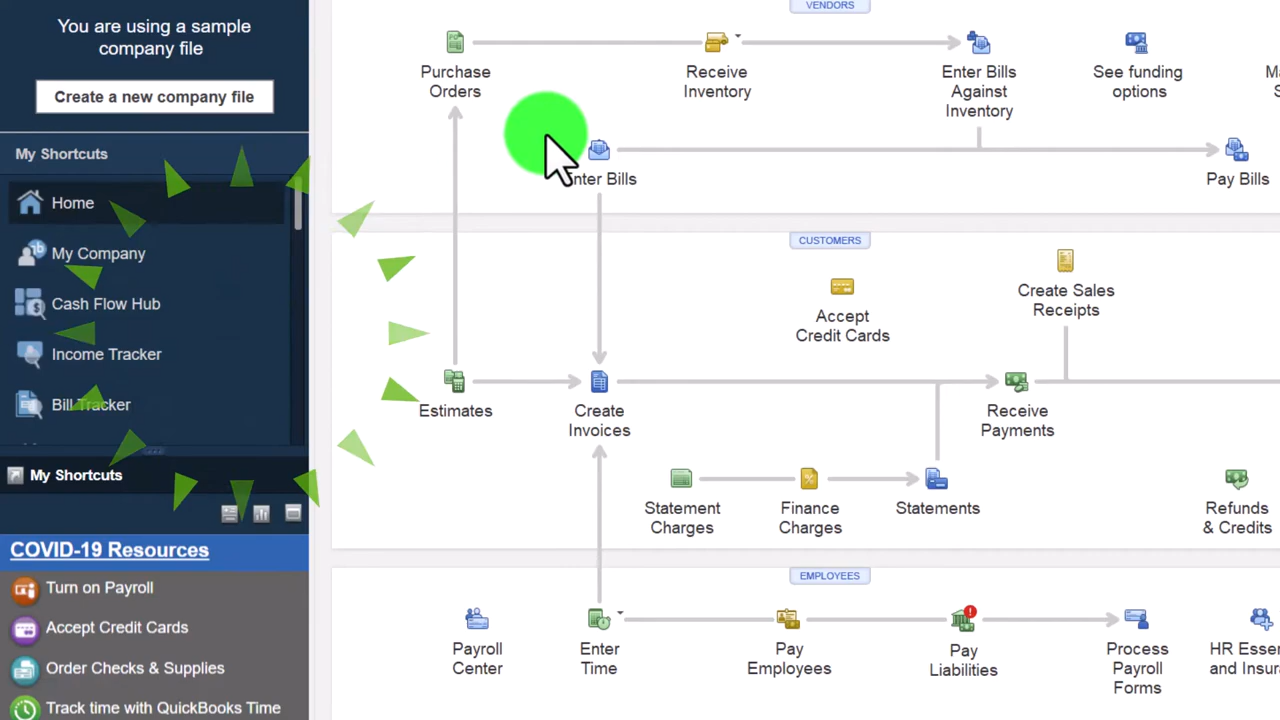 You are using a sample
company file
Create a new company file
My Shortcuts
Home
My Company
Cash Flow Hub
Income Tracker
Bill Tracker
My Shortcuts
COVID-19 Resources
Turn on Payroll
Accept Credit Cards
Order Checks & Supplies
Track time with QuickBooks Time
VENDORS
Purchase
Orders
Receive
Inventory
Enter Bills
Against
Inventory
See funding
options
Enter Bills
Pay Bills
CUSTOMERS
Accept
Credit Cards
Create Sales
Receipts
Estimates
Create
Invoices
Receive
Payments
Statement
Charges
Finance
Charges
Statements
Refunds
& Credits
EMPLOYEES
Payroll
Center
Enter
Time
Pay
Employees
Pay
Liabilities
Process
Payroll
Forms
HR
and